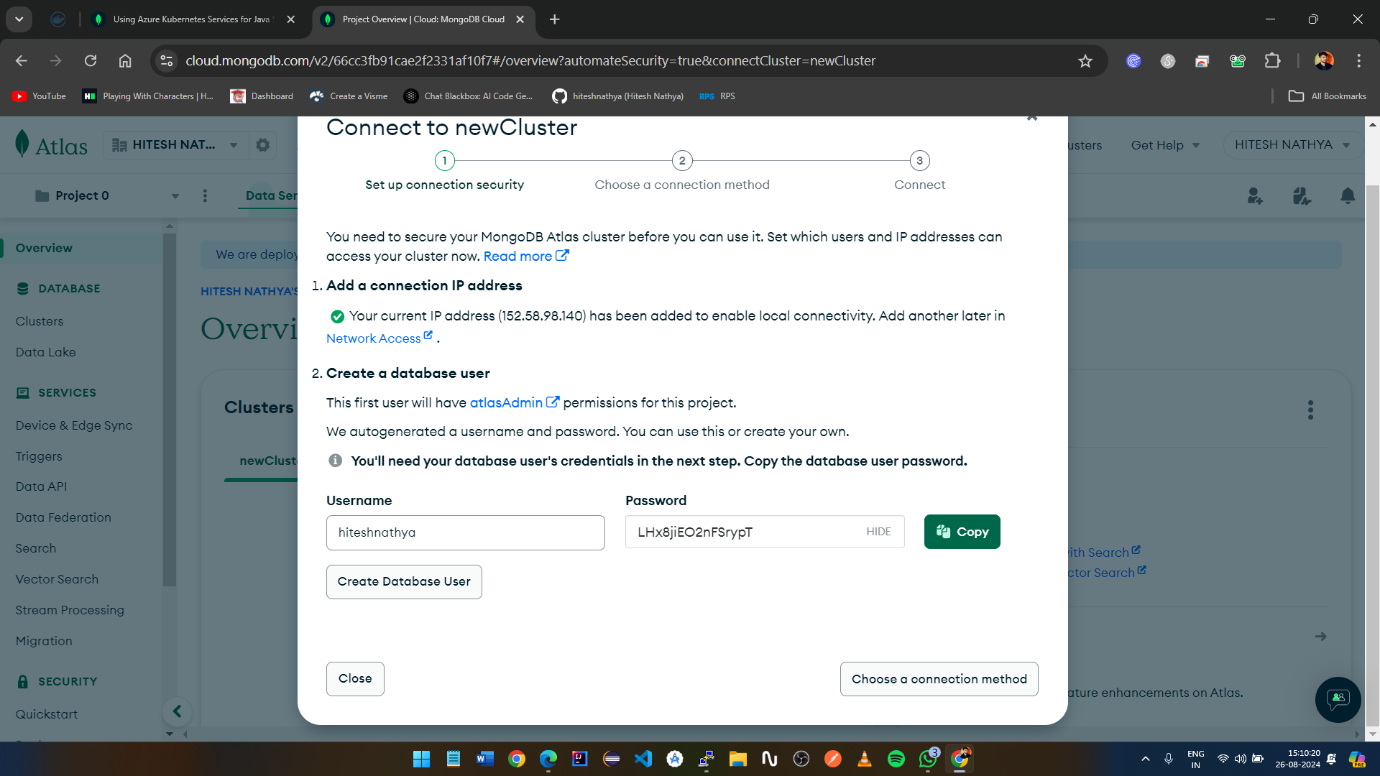 Using Azure Kubernetes Services for Java
Project Overview | Cloud: MongoDB Cloud
cloud.mongodb.com/v2/66cc3fb91cae2f2331af10f7#/overview?automateSecurity=true&connectCluster=newCluster
YouTube
Playing With Characters | H...
Dashboard
Create a Visme
Chat Blackbox: AI Code Ge...
hiteshnathya (Hitesh Nathya)
RPS RPS
All Bookmarks
Atlas
HITESH NAT...
Get Help
HITESH NATHYA
Project 0
Data Ser
Overview
DATABASE
Clusters
Data Lake
SERVICES
Device & Edge Sync
Triggers
Data API
Data Federation
Search
Vector Search
Stream Processing
Migration
SECURITY
Quickstart
We are deploy
HITESH NATHYA'S
Overvi
Clusters
newCluste
Connect to newCluster
1
2
3
Set up connection security
Choose a connection method
Connect
You need to secure your MongoDB Atlas cluster before you can use it. Set which users and IP addresses can
access your cluster now. Read more
1. Add a connection IP address
Your current IP address (152.58.98.140) has been added to enable local connectivity. Add another later in
Network Access .
2. Create a database user
This first user will have atlasAdmin permissions for this project.
We autogenerated a username and password. You can use this or create your own.
You'll need your database user's credentials in the next step. Copy the database user password.
Username
Password
hiteshnathya
LHx8jiEO2nFSrypT
HIDE
Copy
Create Database User
Close
Choose a connection method
ith Search
ctor Search
ature enhancements on Atlas.
3
ENG
IN
15:10:20
26-08-2024